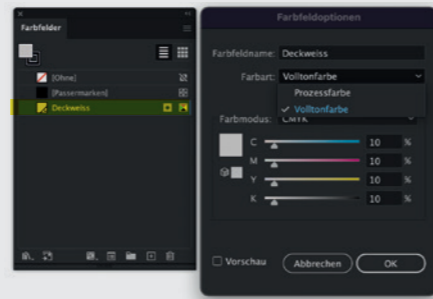 Farbfelder
[Ohne]
[Passermarken]
Deckweiss
Farbfeldoptionen
Farbfeldname: Deckweiss
Farbart: Volltonfarbe
Prozessfarbe
✓ Volltonfarbe
Farbmodus: CMYK
C 10 %
M 10 %
Y 10 %
K 10 %
Vorschau
Abbrechen
OK